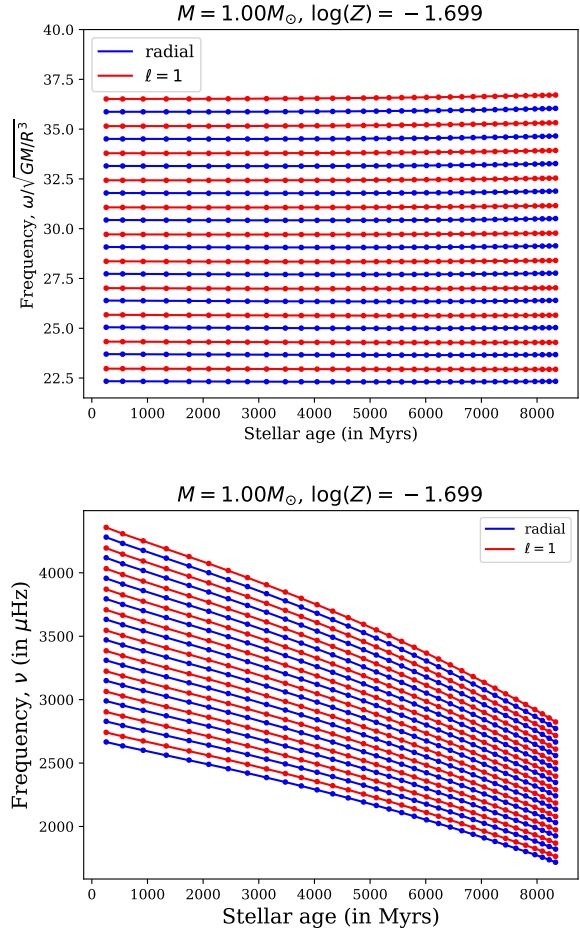 M = 1.00M⊙, log(Z) = −1.699
40.0
37.5
35.0
32.5
30.0
27.5
25.0
22.5
Frequency, ω/√GM/R³
radial
ℓ = 1
0 1000 2000 3000 4000 5000 6000 7000 8000
Stellar age (in Myrs)
M = 1.00M⊙, log(Z) = −1.699
4000
3500
3000
2500
2000
Frequency, ν (in μHz)
radial
ℓ = 1
0 1000 2000 3000 4000 5000 6000 7000 8000
Stellar age (in Myrs)